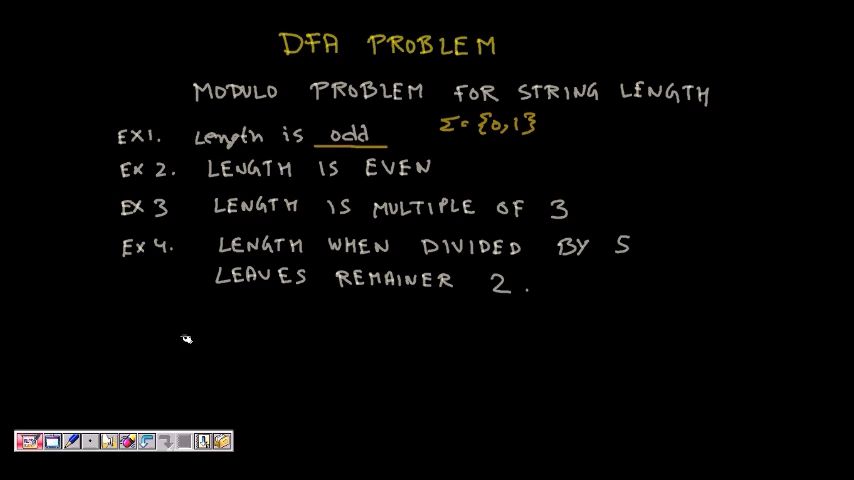 DFA PROBLEM
MODULO PROBLEM FOR STRING LENGTH
EX1. Length is odd Σ = {0,1}
EX 2. LENGTH IS EVEN
EX 3 LENGTH IS MULTIPLE OF 3
EX 4. LENGTH WHEN DIVIDED BY 5
LEAVES REMAINER 2.